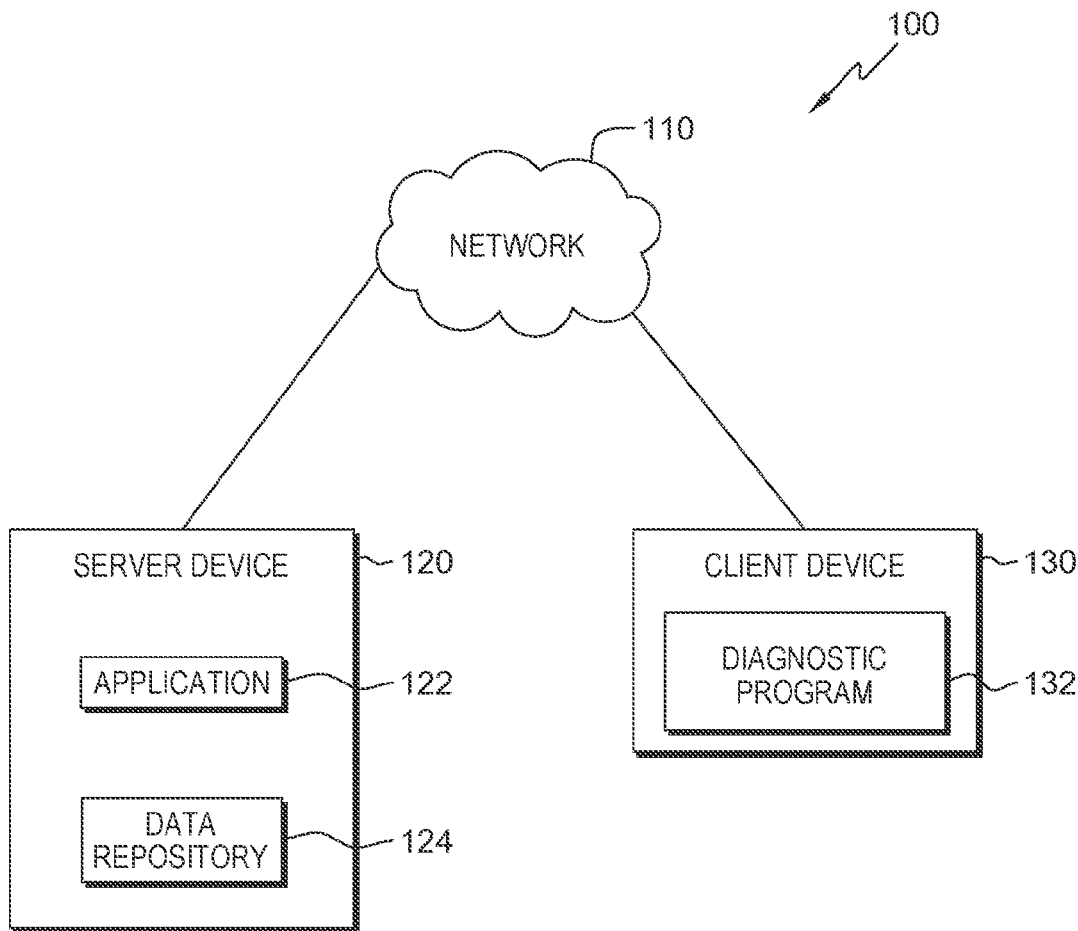 100
110
NETWORK
SERVER DEVICE
120
APPLICATION
122
DATA
REPOSITORY
124
CLIENT DEVICE
130
DIAGNOSTIC
PROGRAM
132